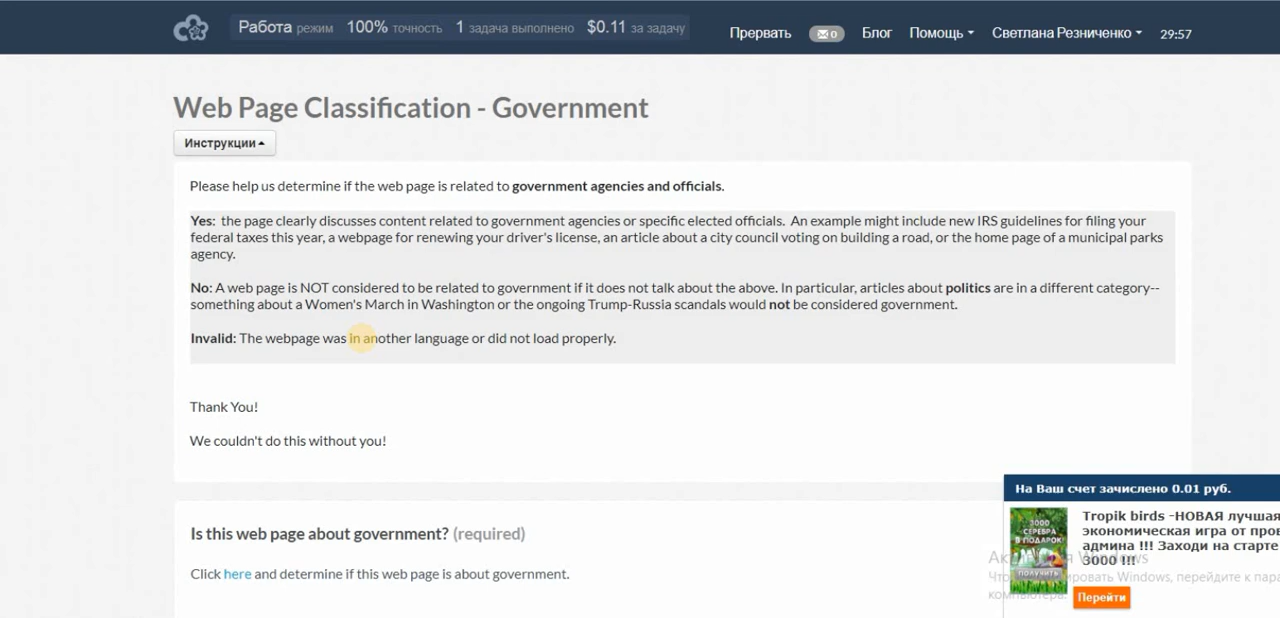 Работа режим 100% точность 1 задача выполнено $0.11 за задачу Прервать 0 Блог Помощь Светлана Резниченко 29:57
Web Page Classification - Government
Инструкции
Please help us determine if the web page is related to government agencies and officials.
Yes: the page clearly discusses content related to government agencies or specific elected officials. An example might include new IRS guidelines for filing your
federal taxes this year, a webpage for renewing your driver's license, an article about a city council voting on building a road, or the home page of a municipal parks
agency.
No: A web page is NOT considered to be related to government if it does not talk about the above. In particular, articles about politics are in a different category--
something about a Women's March in Washington or the ongoing Trump-Russia scandals would not be considered government.
Invalid: The webpage was in another language or did not load properly.
Thank You!
We couldn't do this without you!
Is this web page about government? (required)
Click here and determine if this web page is about government.
На Ваш счет зачислено 0.01 руб.
3000
СЕРЕБРА
В ПОДАРОК!
ПОЛУЧИТЬ
Tropik birds -НОВАЯ лучшая
экономическая игра от про
админа !!! Заходи на старте
3000 !!!
Windows
Windows, перейдите к
Перейти